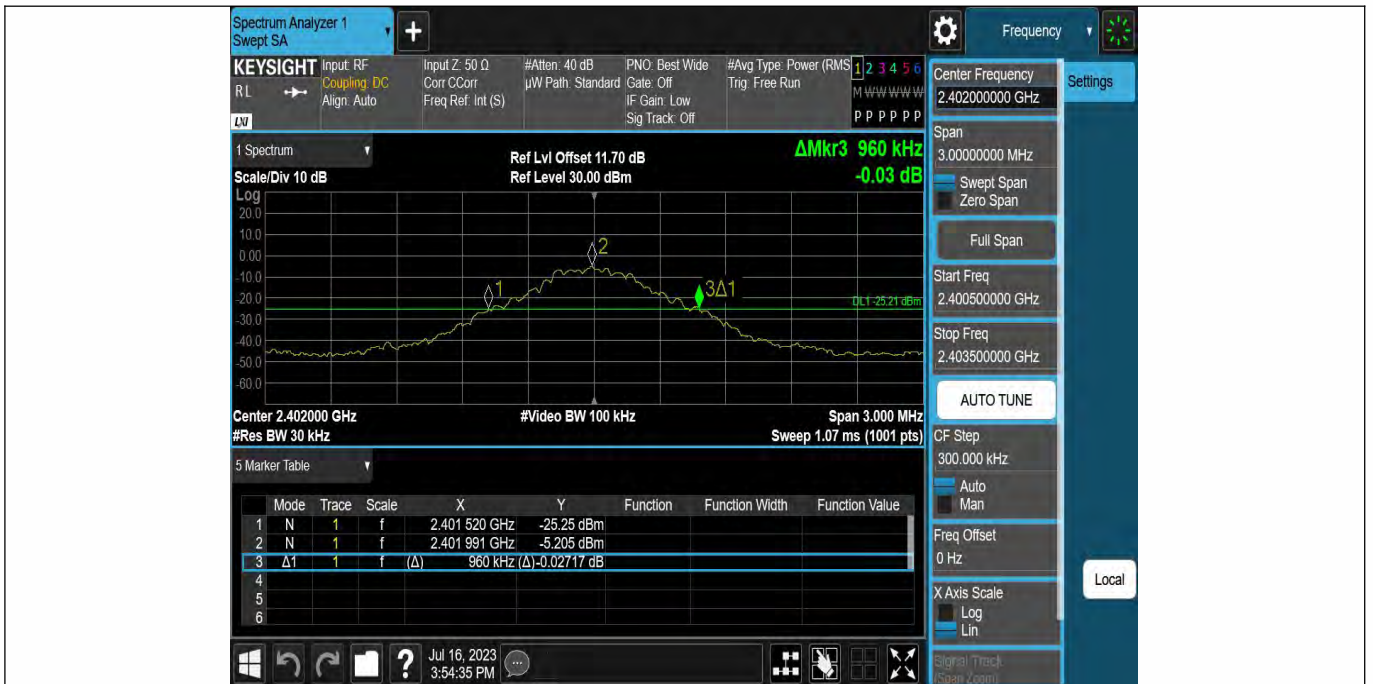 Spectrum Analyzer 1
Swept SA
+
Frequency
KEYSIGHT
RL
LXI
Input: RF
Coupling: DC
Align: Auto
Input Z: 50 Ω
Corr CCorr
Freq Ref: Int (S)
#Atten: 40 dB
µW Path: Standard
PNO: Best Wide
Gate: Off
IF Gain: Low
Sig Track: Off
#Avg Type: Power (RMS
Trig: Free Run
1 2 3 4 5 6
M W W W W W
P P P P P P
1 Spectrum
Scale/Div 10 dB
Ref Lvl Offset 11.70 dB
Ref Level 30.00 dBm
ΔMkr3 960 kHz
-0.03 dB
Log
20.0
10.0
0.00
-10.0
-20.0
-30.0
-40.0
-50.0
-60.0
1
2
3Δ1
DL1 -25.21 dBm
Center 2.402000 GHz
#Video BW 100 kHz
Span 3.000 MHz
#Res BW 30 kHz
Sweep 1.07 ms (1001 pts)
5 Marker Table
Mode Trace Scale X Y Function Function Width Function Value
1 N 1 f 2.401 520 GHz -25.25 dBm
2 N 1 f 2.401 991 GHz -5.205 dBm
3 Δ1 1 f (Δ) 960 kHz (Δ) -0.02717 dB
4
5
6
?
Jul 16, 2023
3:54:35 PM
Center Frequency
2.402000000 GHz
Span
3.00000000 MHz
Swept Span
Zero Span
Full Span
Start Freq
2.400500000 GHz
Stop Freq
2.403500000 GHz
AUTO TUNE
CF Step
300.000 kHz
Auto
Man
Freq Offset
0 Hz
X Axis Scale
Log
Lin
Signal Track
(Span Zoom)
Settings
Local